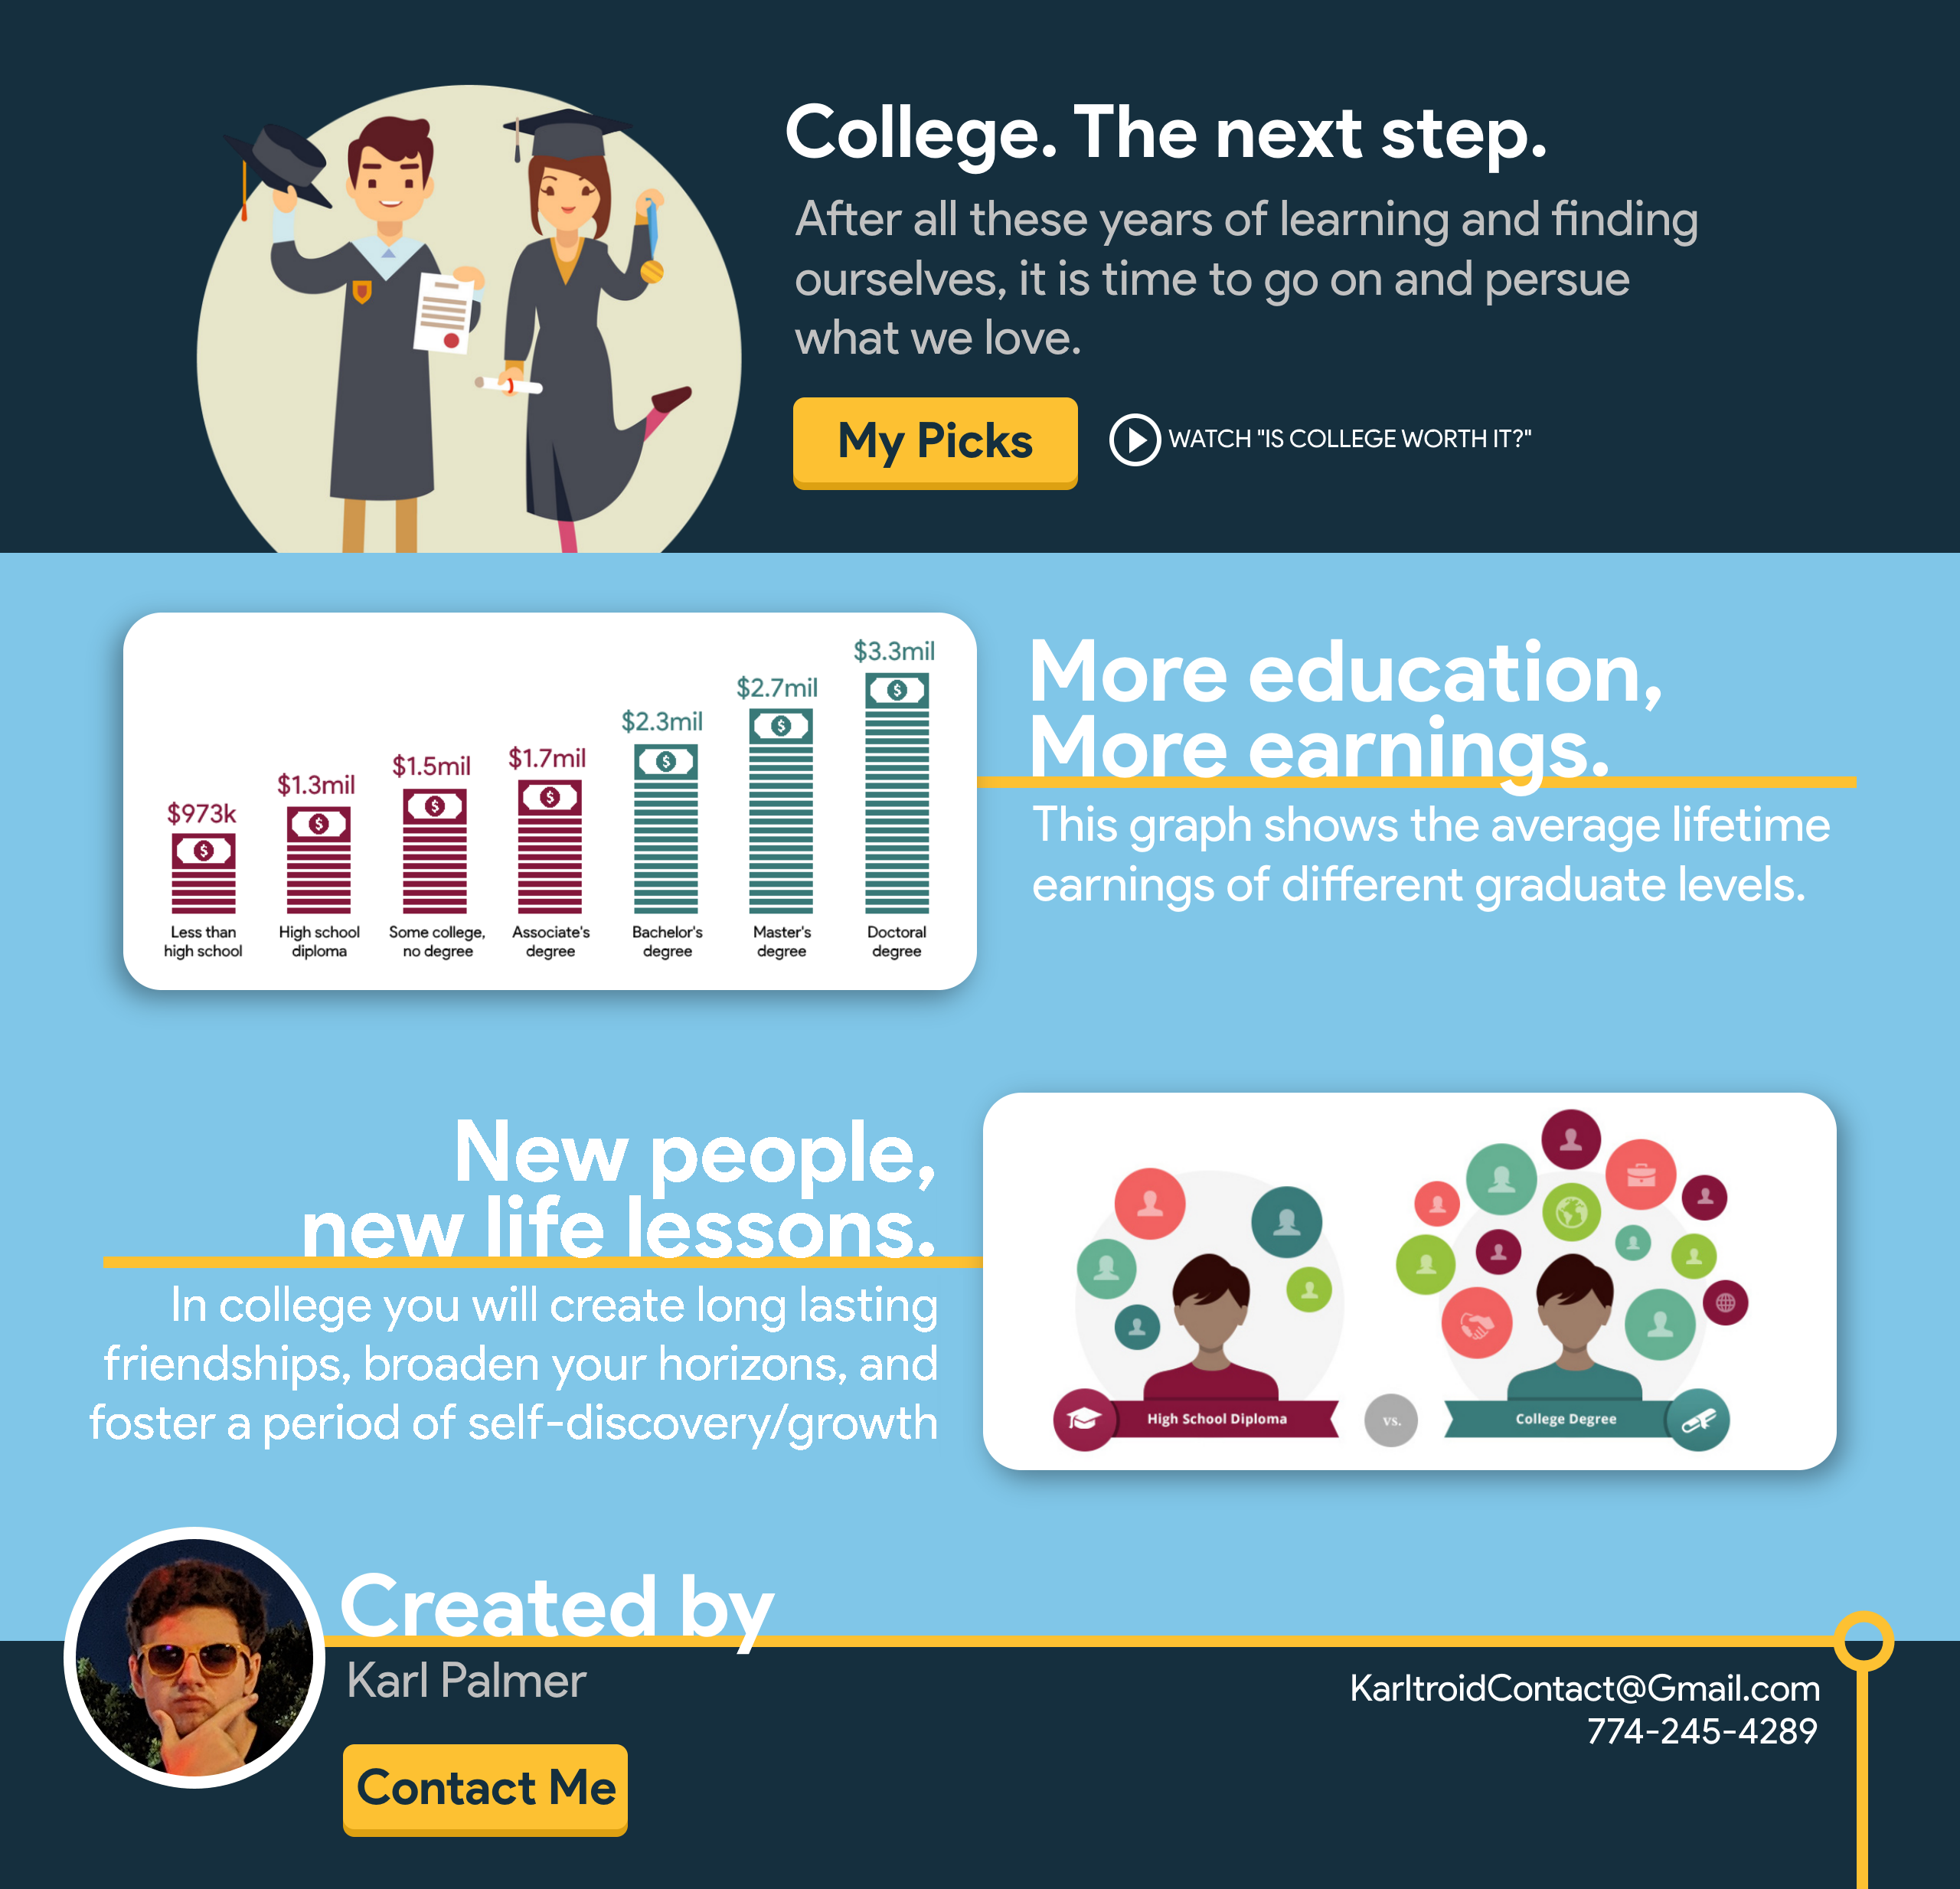 College. The next step.
After all these years of learning and finding
ourselves, it is time to go on and persue
what we love.
My Picks
WATCH "IS COLLEGE WORTH IT?"
$973k
$1.3mil
$1.5mil
$1.7mil
$2.3mil
$2.7mil
$3.3mil
Less than
high school
High school
diploma
Some college,
no degree
Associate's
degree
Bachelor's
degree
Master's
degree
Doctoral
degree
More education,
More earnings.
This graph shows the average lifetime
earnings of different graduate levels.
New people,
new life lessons.
In college you will create long lasting
friendships, broaden your horizons, and
foster a period of self-discovery/growth
High School Diploma
vs.
College Degree
Created by
Karl Palmer
Contact Me
KarltroidContact@Gmail.com
774-245-4289